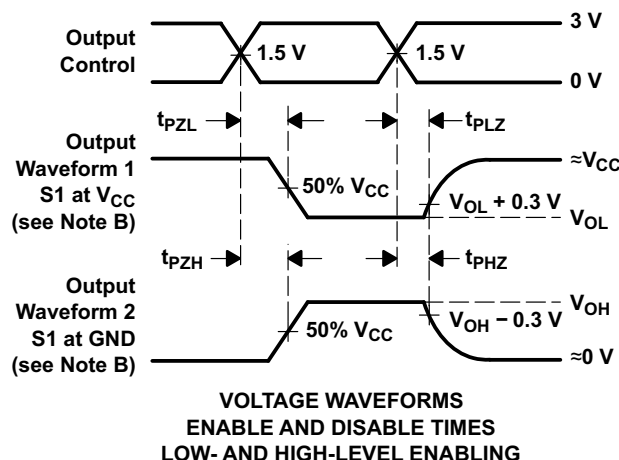 Output
Control
1.5 V
1.5 V
3 V
0 V
tPZL
tPLZ
Output
Waveform 1
S1 at VCC
(see Note B)
50% VCC
≈VCC
VOL + 0.3 V
VOL
tPZH
tPHZ
Output
Waveform 2
S1 at GND
(see Note B)
50% VCC
VOH
VOH − 0.3 V
≈0 V
VOLTAGE WAVEFORMS
ENABLE AND DISABLE TIMES
LOW- AND HIGH-LEVEL ENABLING